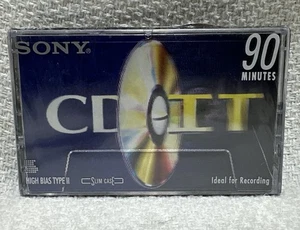 SONY®
90
MINUTES
CD-IT
HIGH BIAS TYPE II
SLIM CASE
Ideal for Recording